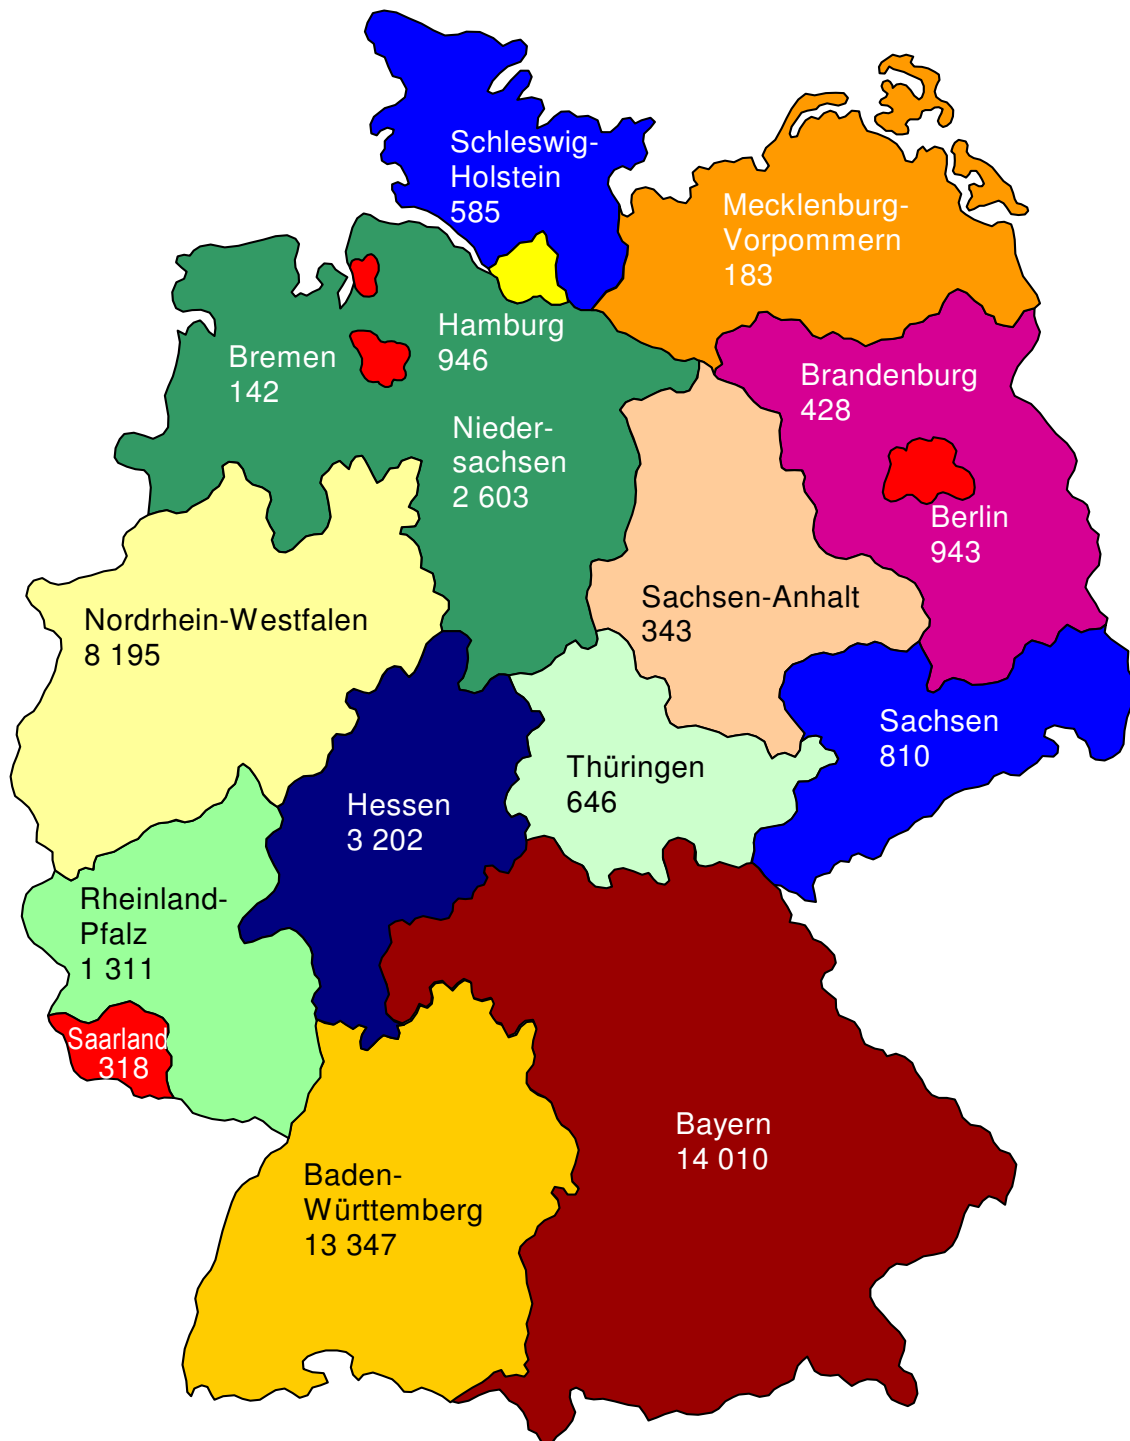 Schleswig-
Holstein
585
Mecklenburg-
Vorpommern
183
Hamburg
946
Bremen
142
Brandenburg
428
Nieder-
sachsen
2 603
Berlin
943
Sachsen-Anhalt
343
Nordrhein-Westfalen
8 195
Sachsen
810
Thüringen
646
Hessen
3 202
Rheinland-
Pfalz
1 311
Saarland
318
Bayern
14 010
Baden-
Württemberg
13 347